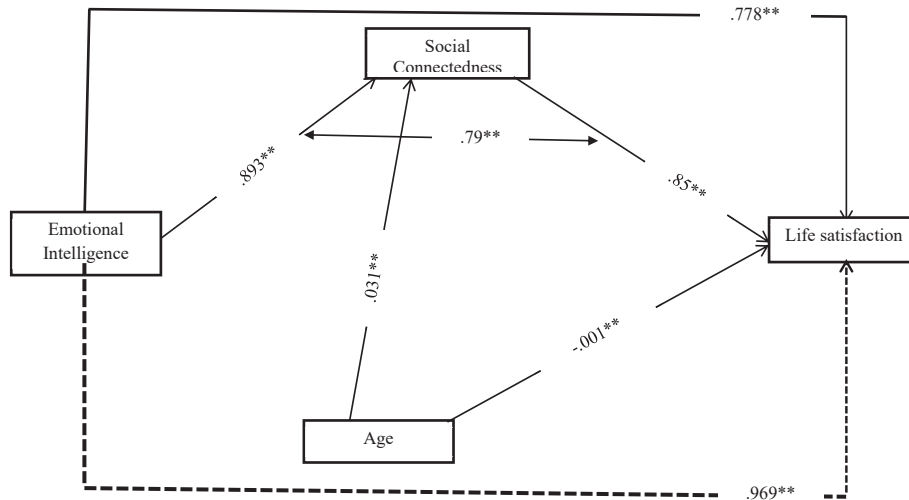 .778**
Social
Connectedness
.79**
.893**
.85**
Emotional
Intelligence
Life satisfaction
.031**
-.001**
Age
.969**